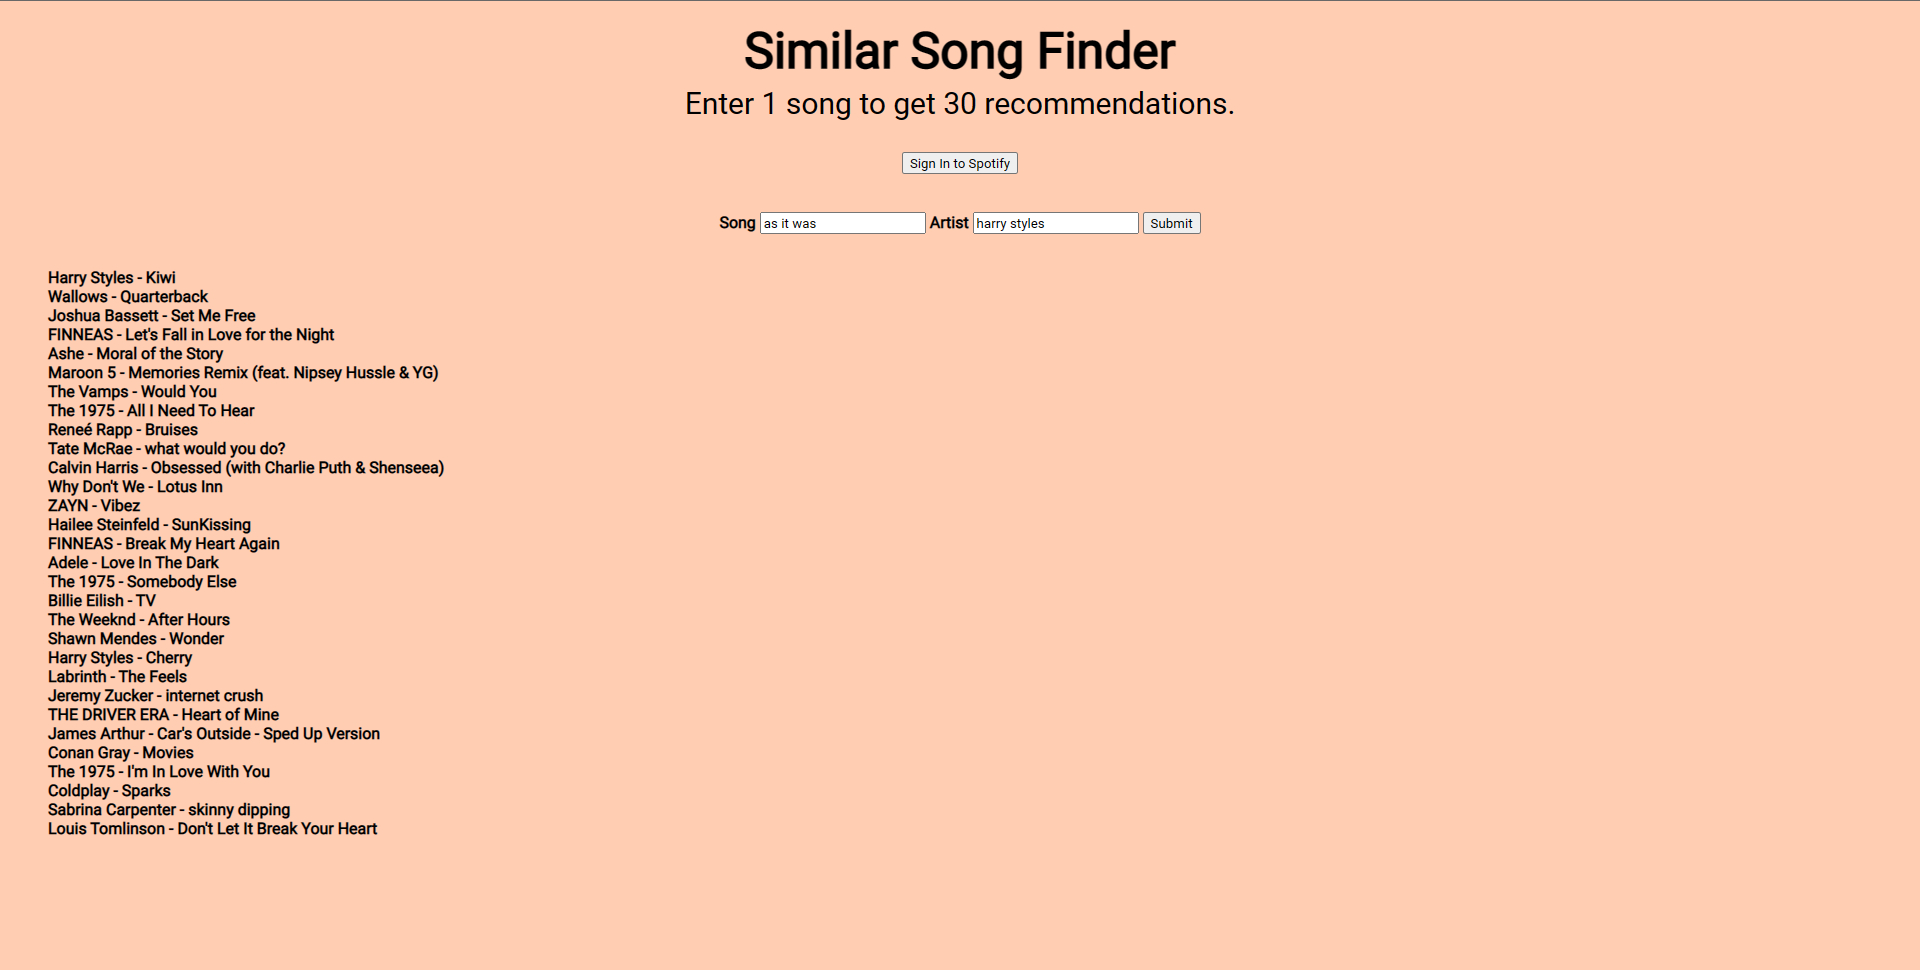 Similar Song Finder
Enter 1 song to get 30 recommendations.
Sign In to Spotify
Song as it was Artist harry styles Submit
Harry Styles - Kiwi
Wallows - Quarterback
Joshua Bassett - Set Me Free
FINNEAS - Let's Fall in Love for the Night
Ashe - Moral of the Story
Maroon 5 - Memories Remix (feat. Nipsey Hussle & YG)
The Vamps - Would You
The 1975 - All I Need To Hear
Reneé Rapp - Bruises
Tate McRae - what would you do?
Calvin Harris - Obsessed (with Charlie Puth & Shenseea)
Why Don't We - Lotus Inn
ZAYN - Vibez
Hailee Steinfeld - SunKissing
FINNEAS - Break My Heart Again
Adele - Love In The Dark
The 1975 - Somebody Else
Billie Eilish - TV
The Weeknd - After Hours
Shawn Mendes - Wonder
Harry Styles - Cherry
Labrinth - The Feels
Jeremy Zucker - internet crush
THE DRIVER ERA - Heart of Mine
James Arthur - Car's Outside - Sped Up Version
Conan Gray - Movies
The 1975 - I'm In Love With You
Coldplay - Sparks
Sabrina Carpenter - skinny dipping
Louis Tomlinson - Don't Let It Break Your Heart